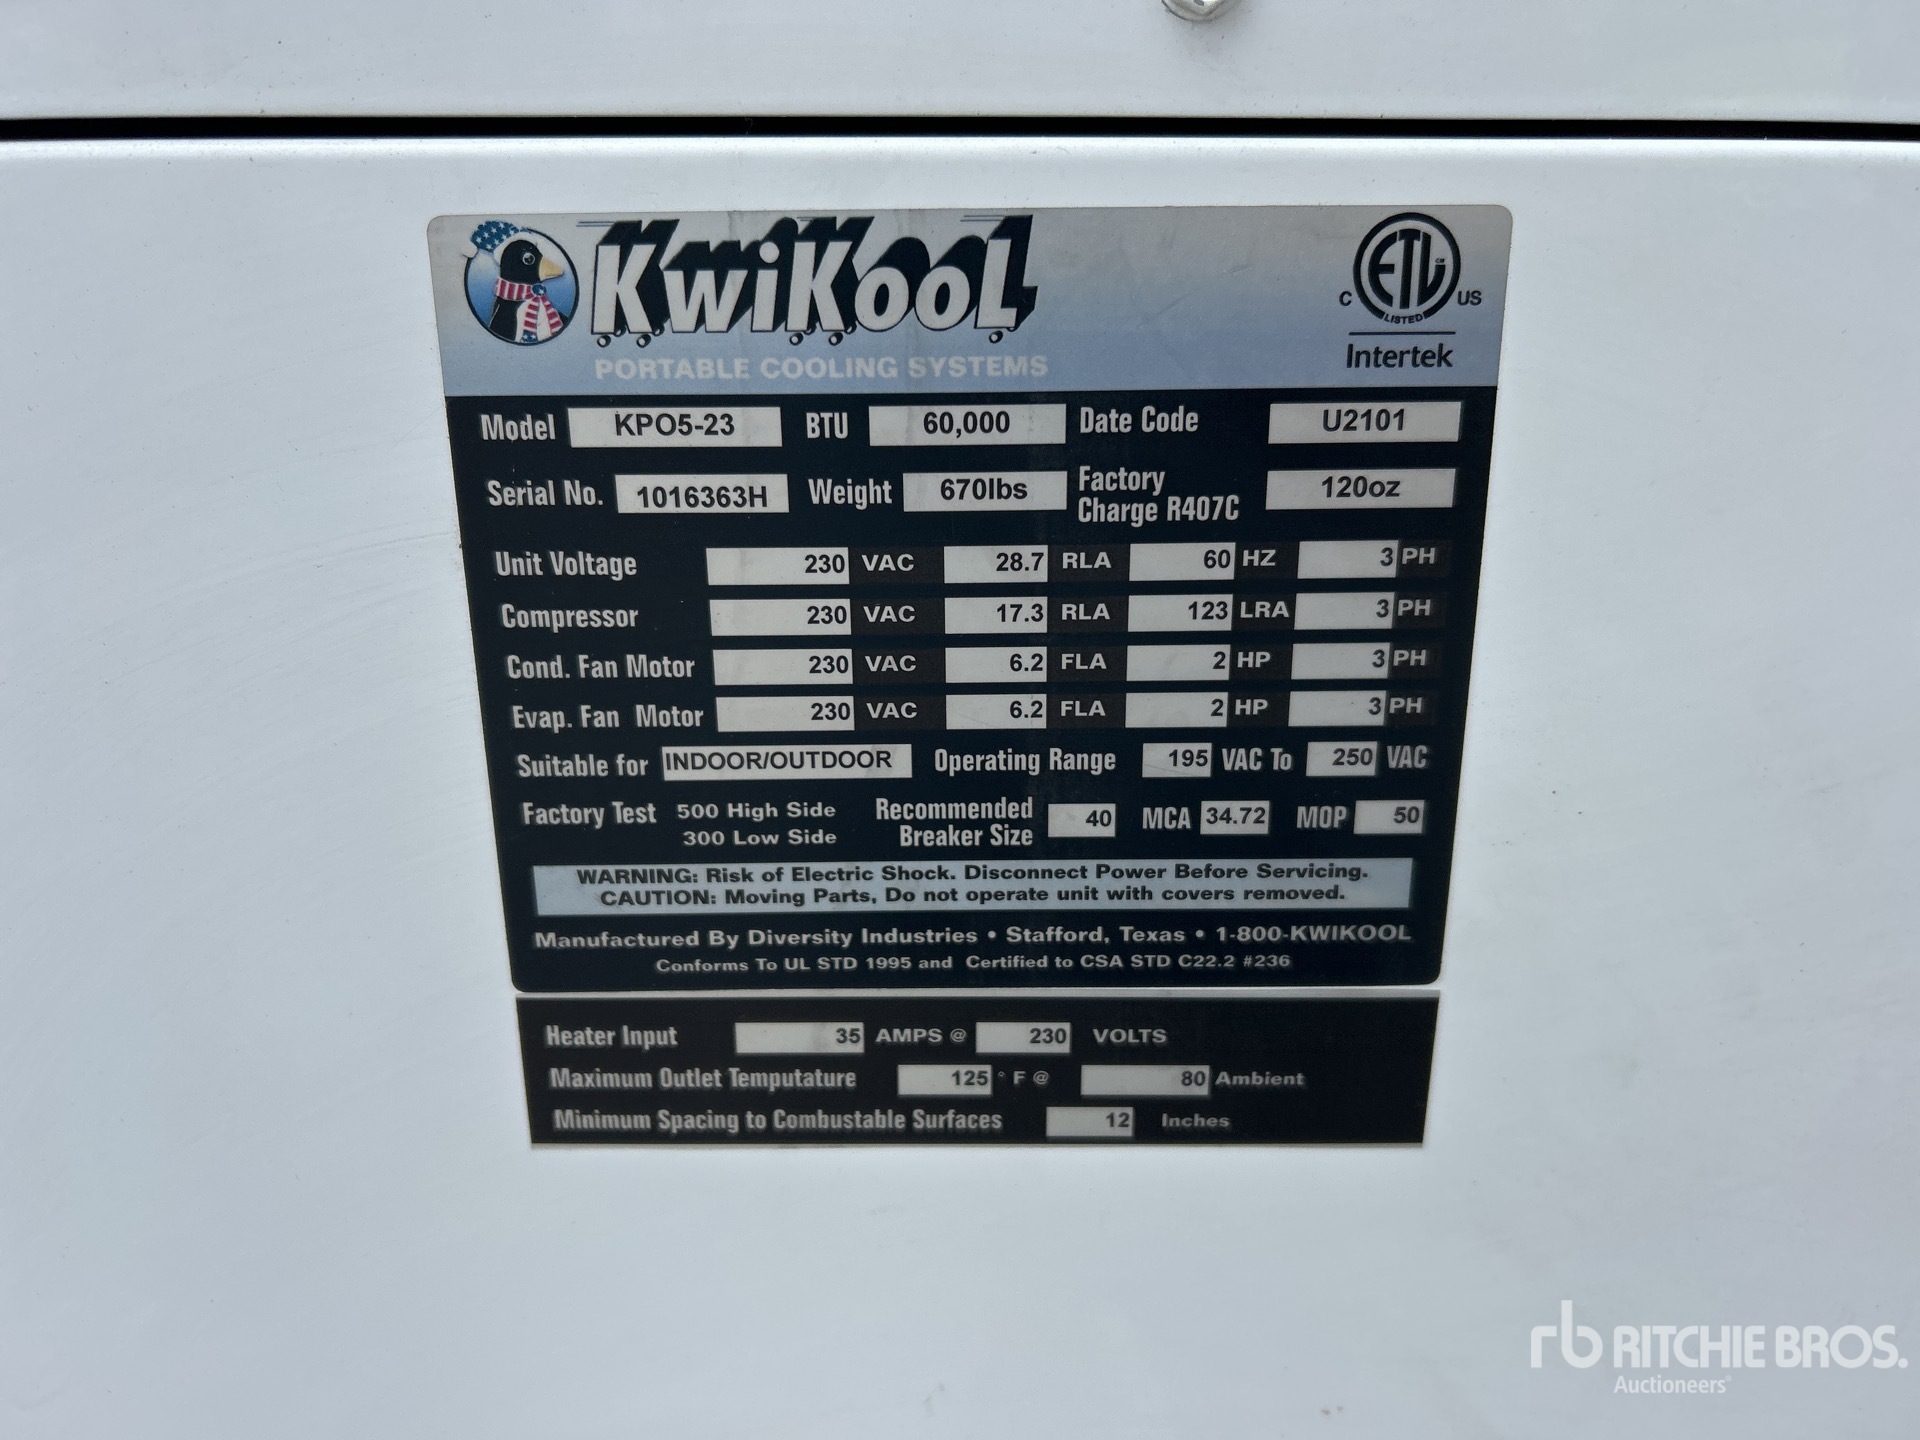 KwiKool
PORTABLE COOLING SYSTEMS
ETL CM
LISTED
C US
Intertek
Model KPO5-23 BTU 60,000 Date Code U2101
Serial No. 1016363H Weight 670lbs Factory Charge R407C 120oz
Unit Voltage 230 VAC 28.7 RLA 60 HZ 3 PH
Compressor 230 VAC 17.3 RLA 123 LRA 3 PH
Cond. Fan Motor 230 VAC 6.2 FLA 2 HP 3 PH
Evap. Fan Motor 230 VAC 6.2 FLA 2 HP 3 PH
Suitable for INDOOR/OUTDOOR Operating Range 195 VAC To 250 VAC
Factory Test 500 High Side 300 Low Side Recommended Breaker Size 40 MCA 34.72 MOP 50
WARNING: Risk of Electric Shock. Disconnect Power Before Servicing.
CAUTION: Moving Parts, Do not operate unit with covers removed.
Manufactured By Diversity Industries • Stafford, Texas • 1-800-KWIKOOL
Conforms To UL STD 1995 and Certified to CSA STD C22.2 #236
Heater Input 35 AMPS @ 230 VOLTS
Maximum Outlet Temputature 125 ° F @ 80 Ambient
Minimum Spacing to Combustable Surfaces 12 Inches
rb RITCHIE BROS.
Auctioneers